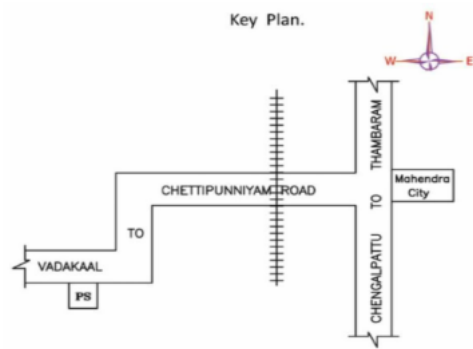 Key Plan.
N
W E
CHENGALPATTU TO THAMBARAM
Mahendra
City
CHETTIPUNNIYAM ROAD
TO
VADAKAAL
PS